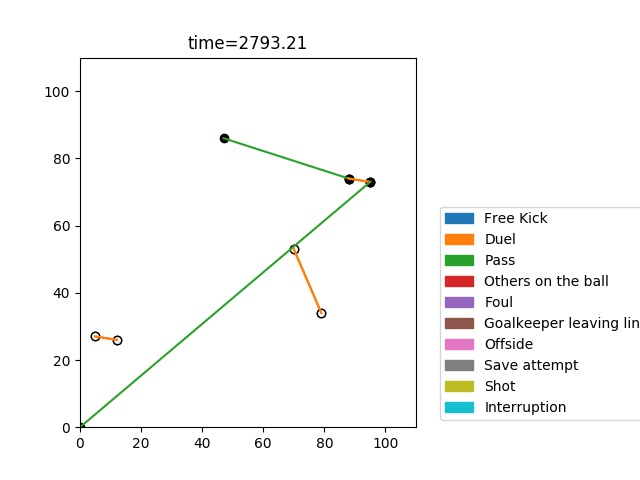 time=2793.21
100
80
60
40
20
0
0 20 40 60 80 100
Free Kick
Duel
Pass
Others on the ball
Foul
Goalkeeper leaving lin
Offside
Save attempt
Shot
Interruption